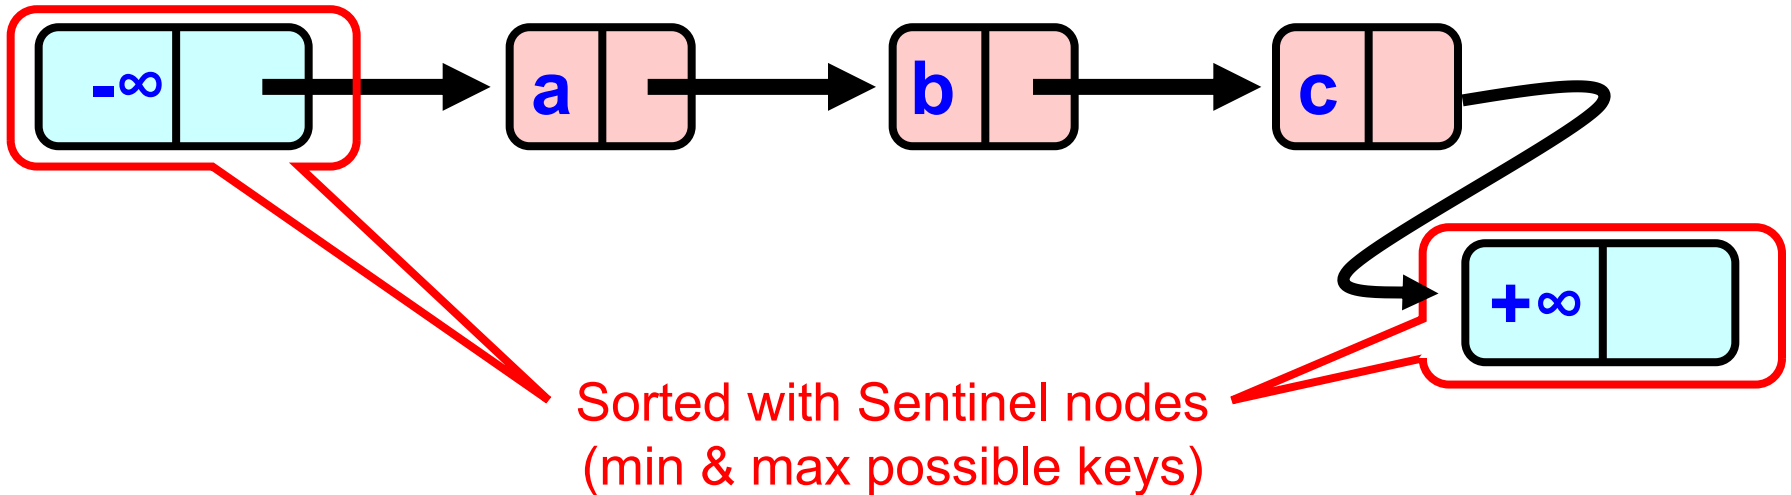 -∞
a
b
c
+∞
Sorted with Sentinel nodes
(min & max possible keys)